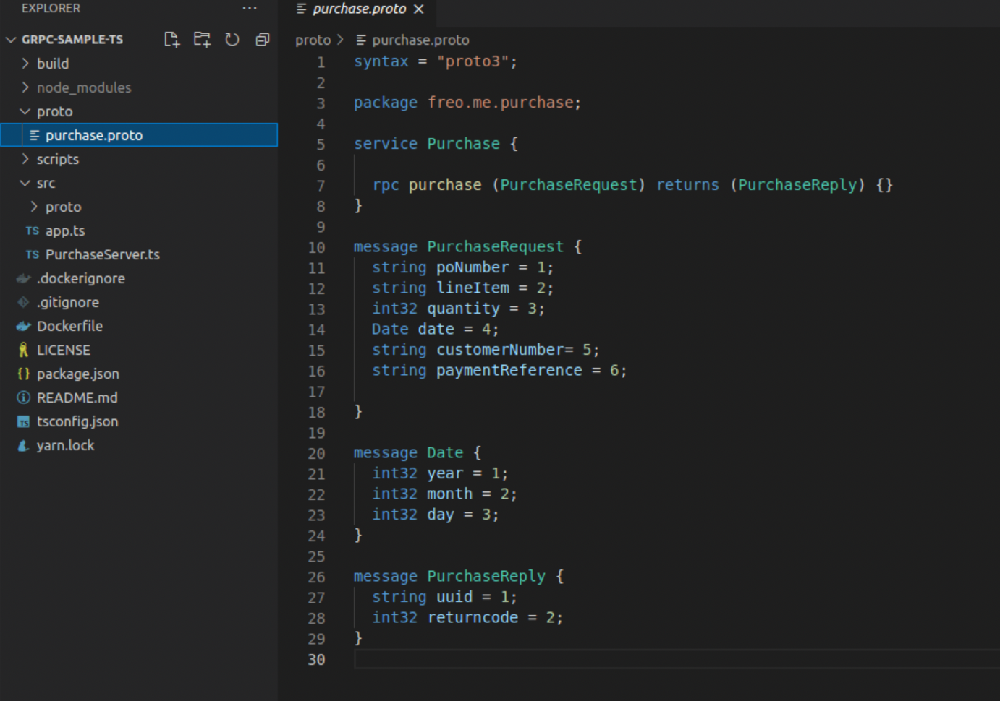 EXPLORER
GRPC-SAMPLE-TS
build
node_modules
proto
purchase.proto
scripts
src
proto
TS app.ts
TS PurchaseServer.ts
.dockerignore
.gitignore
Dockerfile
LICENSE
{} package.json
README.md
TS tsconfig.json
yarn.lock
purchase.proto
proto > purchase.proto
1 syntax = "proto3";
2
3 package freo.me.purchase;
4
5 service Purchase {
6
7 rpc purchase (PurchaseRequest) returns (PurchaseReply) {}
8 }
9
10 message PurchaseRequest {
11 string poNumber = 1;
12 string lineItem = 2;
13 int32 quantity = 3;
14 Date date = 4;
15 string customerNumber= 5;
16 string paymentReference = 6;
17
18 }
19
20 message Date {
21 int32 year = 1;
22 int32 month = 2;
23 int32 day = 3;
24 }
25
26 message PurchaseReply {
27 string uuid = 1;
28 int32 returncode = 2;
29 }
30